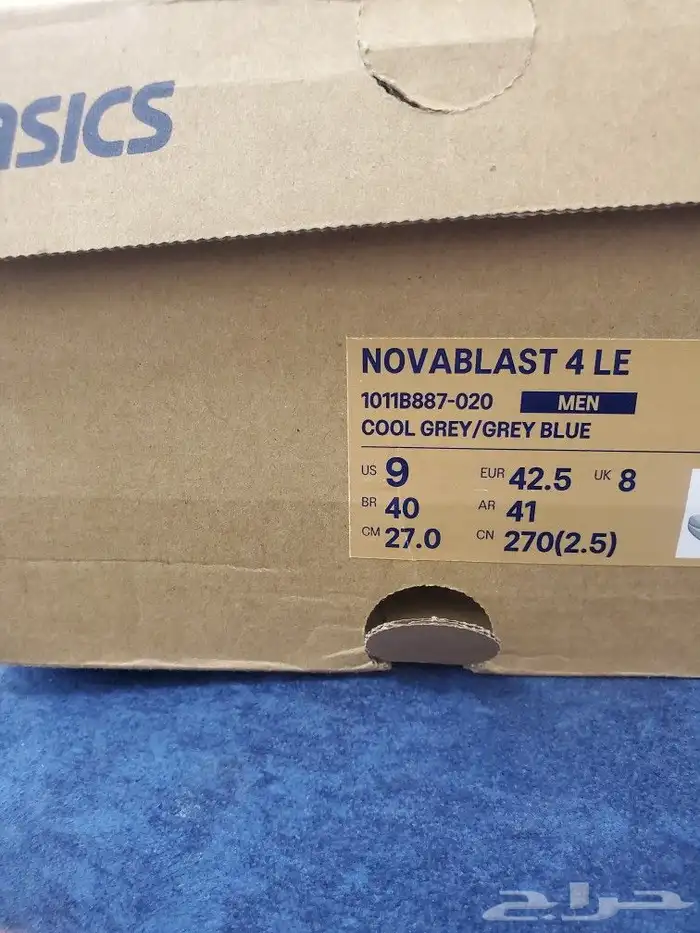 asics
NOVABLAST 4 LE
1011B887-020 MEN
COOL GREY/GREY BLUE
US 9 EUR 42.5 UK 8
BR 40 AR 41
CM 27.0 CN 270(2.5)
حراج